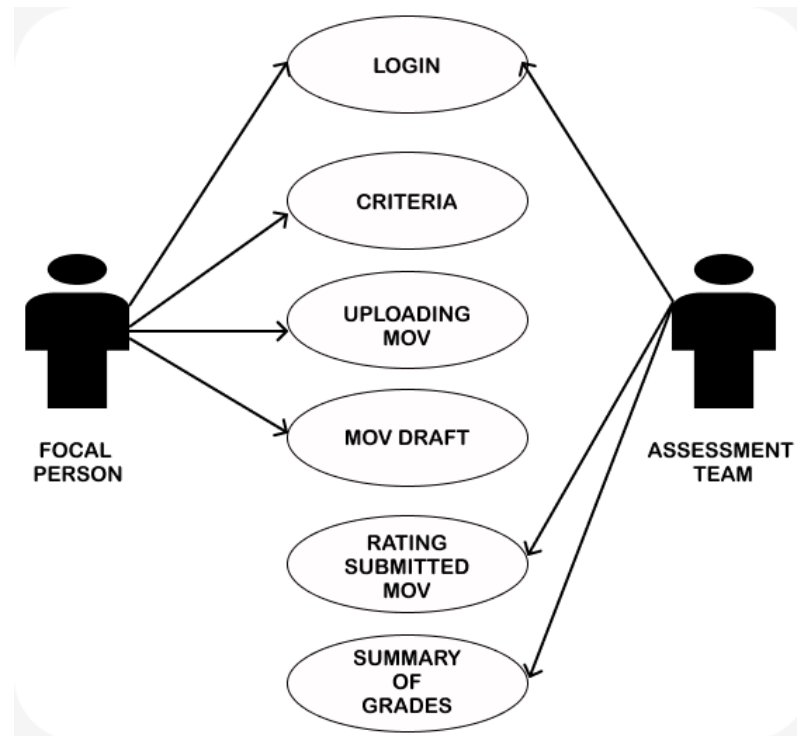 LOGIN
CRITERIA
UPLOADING
MOV
MOV DRAFT
FOCAL
PERSON
ASSESSMENT
TEAM
RATING
SUBMITTED
MOV
SUMMARY
OF
GRADES